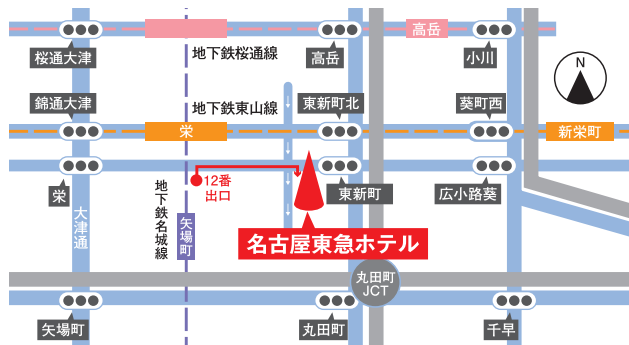 高岳
N
地下鉄桜通線
桜通大津
高岳
小川
錦通大津
地下鉄東山線
東新町北
葵町西
栄
新栄町
12番
出口
栄
東新町
広小路葵
大津通
地下鉄名城線
矢場町
名古屋東急ホテル
丸田町
JCT
矢場町
丸田町
千早